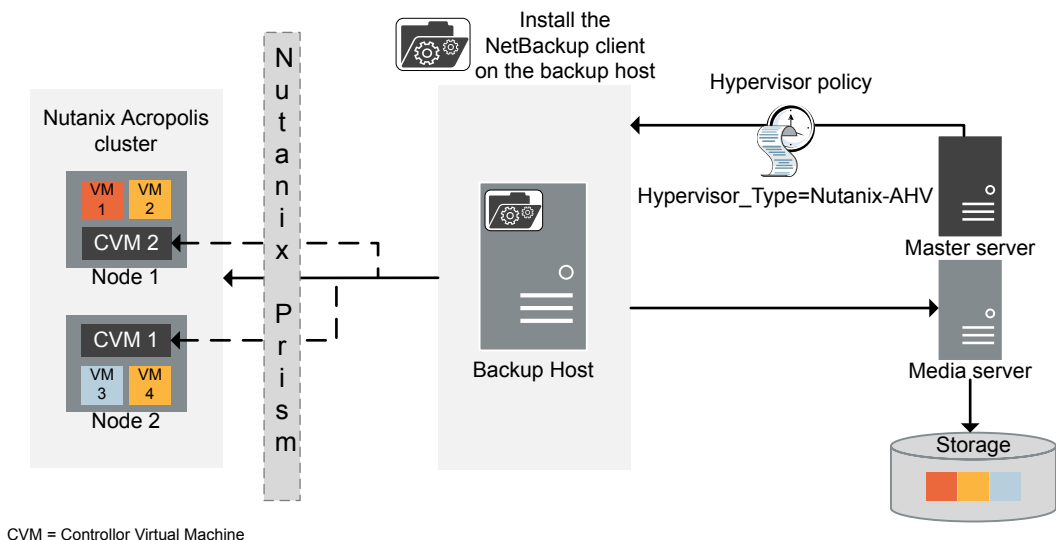 Install the
NetBackup client
on the backup host
Nutanix Prism
Hypervisor policy
Hypervisor_Type=Nutanix-AHV
Nutanix Acropolis
cluster
VM
1
VM
2
CVM 2
Node 1
CVM 1
VM
3
VM
4
Node 2
Backup Host
Master server
Media server
Storage
CVM = Controllor Virtual Machine